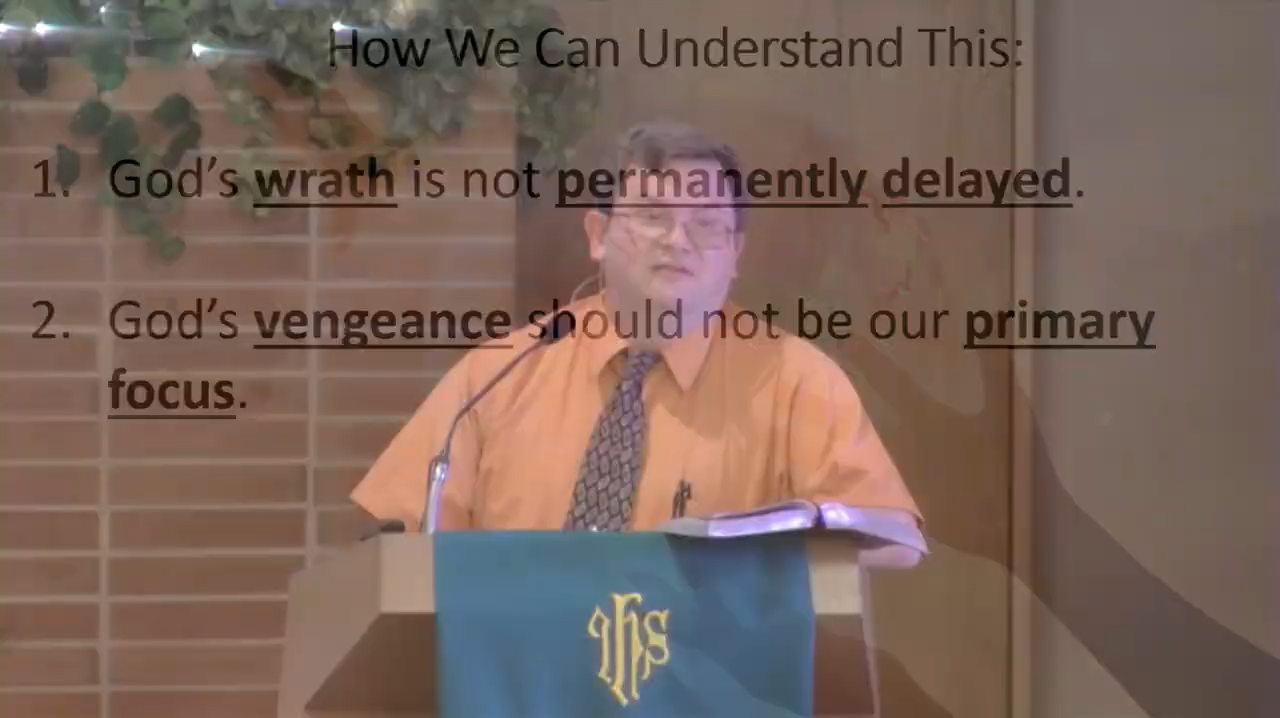 How We Can Understand This:
1. God’s wrath is not permanently delayed.
2. God’s vengeance should not be our primary
focus.
IHS